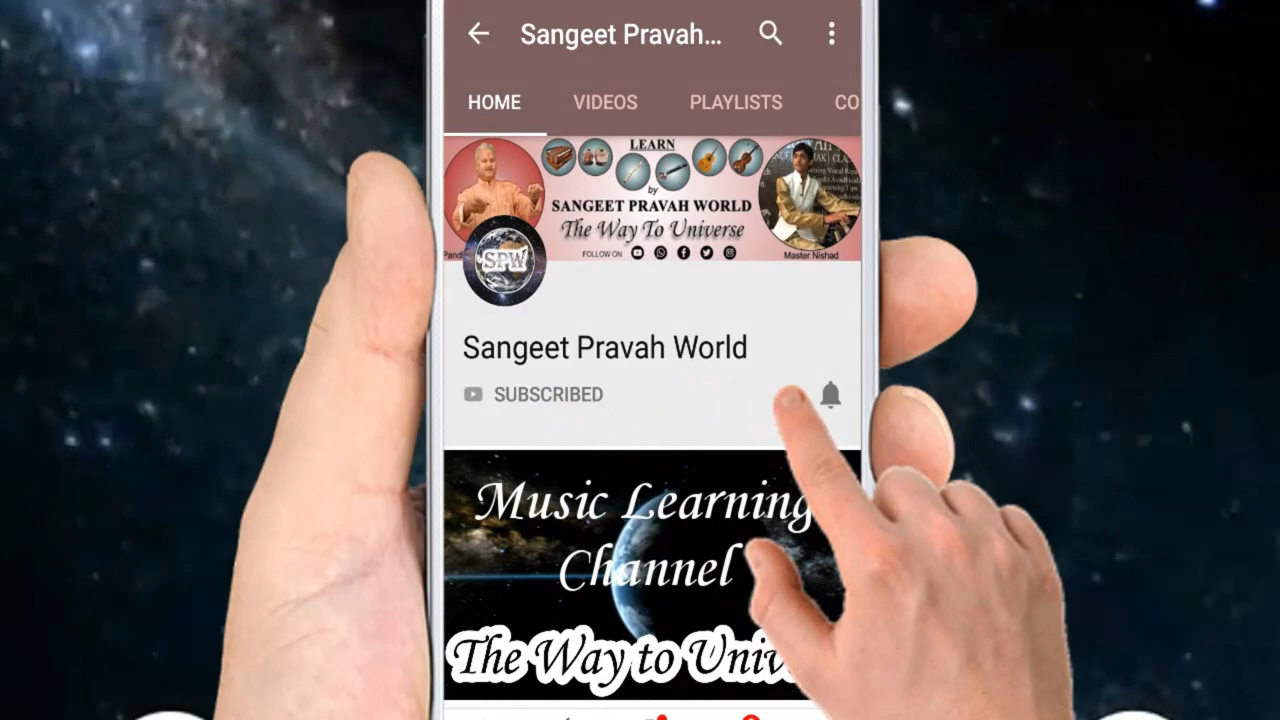 Sangeet Pravah...
HOME VIDEOS PLAYLISTS CO
LEARN
by
SANGEET PRAVAH WORLD
The Way To Universe
FOLLOW ON
Master Nishad
SPW
Sangeet Pravah World
SUBSCRIBED
Music Learning
Channel
The Way to Univ